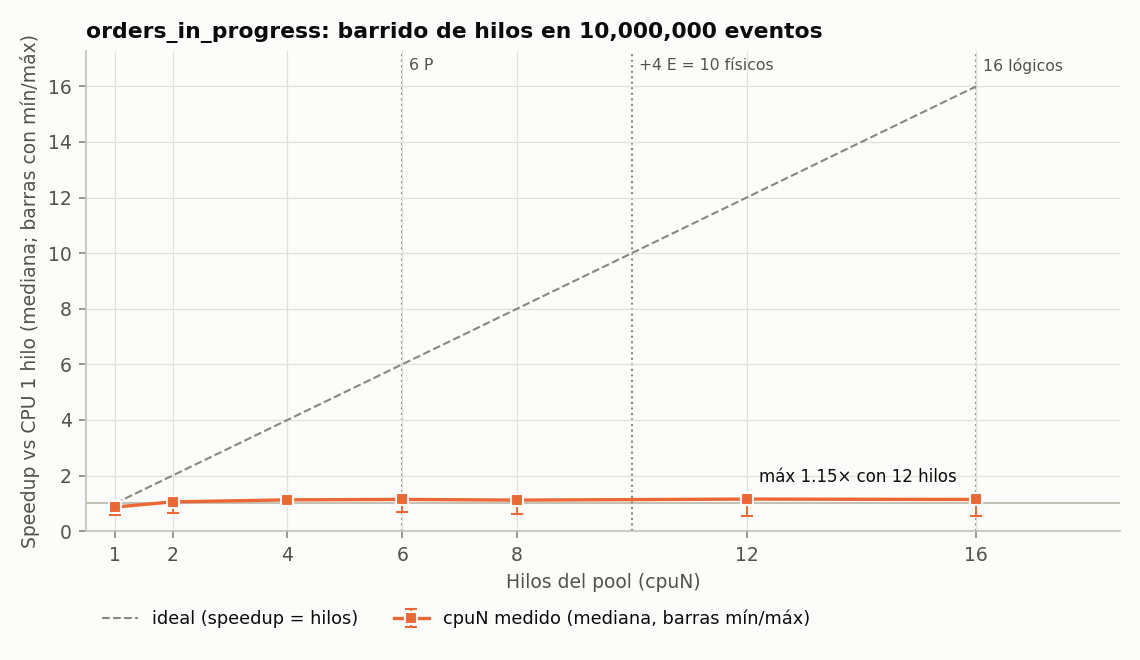 orders_in_progress: barrido de hilos en 10,000,000 eventos
Speedup vs CPU 1 hilo (mediana; barras con mín/máx)
6 P
+4 E = 10 físicos
16 lógicos
16
14
12
10
8
6
4
2
0
máx 1.15× con 12 hilos
1
2
4
6
8
12
16
Hilos del pool (cpuN)
ideal (speedup = hilos)
cpuN medido (mediana, barras mín/máx)